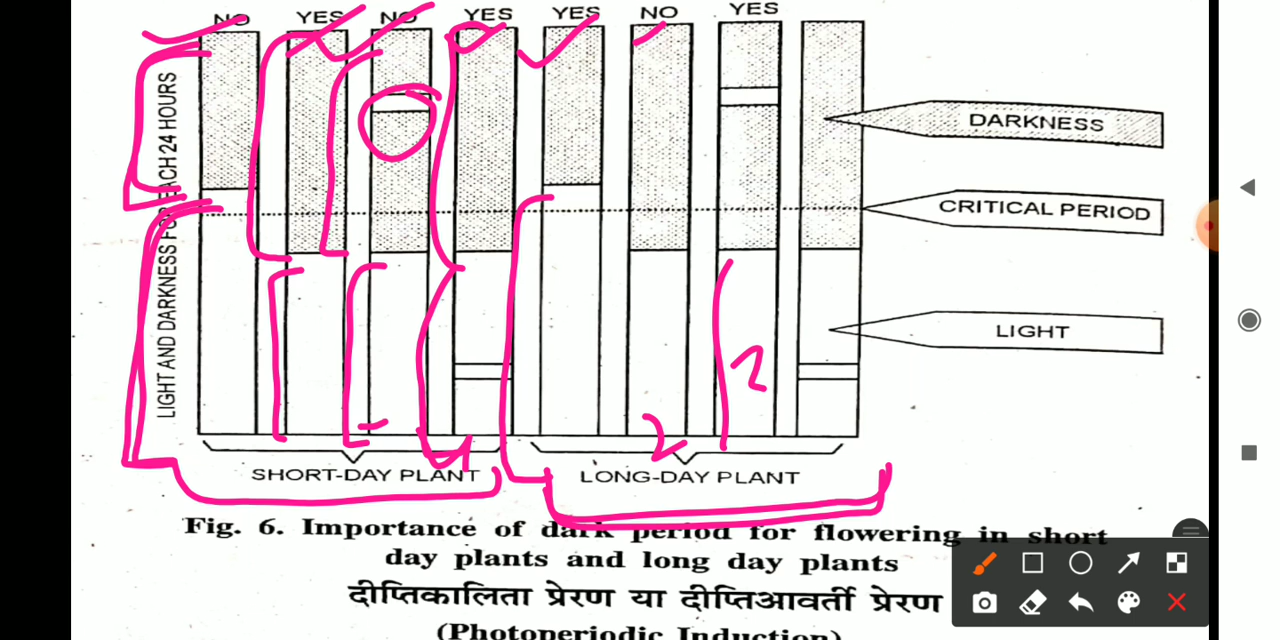 NO YES NO YES YES NO YES
LIGHT AND DARKNESS FOR EACH 24 HOURS
DARKNESS
CRITICAL PERIOD
LIGHT
2
2
SHORT-DAY PLANT
LONG-DAY PLANT
Fig. 6. Importance of dark period for flowering in short
day plants and long day plants
दीप्तिकालिता प्रेरण या दीप्तिआवर्ती प्रेरण
(Photoperiodic Induction)